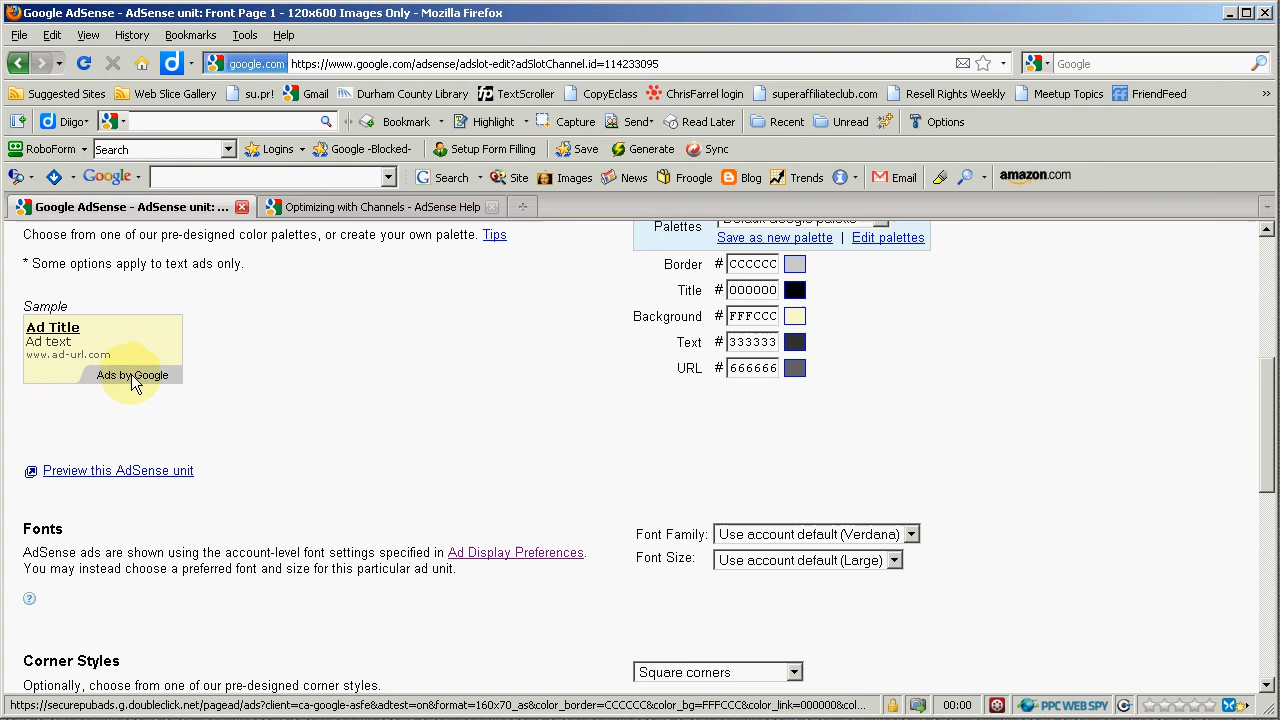 Google AdSense - AdSense unit: Front Page 1 - 120x600 Images Only - Mozilla Firefox
File Edit View History Bookmarks Tools Help
google.com https://www.google.com/adsense/adslot-edit?adSlotChannel.id=114233095 Google
Suggested Sites Web Slice Gallery su.pr! Gmail Durham County Library TextScroller CopyEclass ChrisFarrel login superaffiliateclub.com Resell Rights Weekly Meetup Topics FriendFeed
Diigo Bookmark Highlight Capture Send Read Later Recent Unread Options
RoboForm Search Logins Google -Blocked- Setup Form Filling Save Generate Sync
Google Search Site Images News Froogle Blog Trends Email amazon.com
Google AdSense - AdSense unit: ... Optimizing with Channels - AdSense Help
Choose from one of our pre-designed color palettes, or create your own palette. Tips
Palettes Default Google palette
Save as new palette | Edit palettes
* Some options apply to text ads only.
Border # CCCCCC
Title # 000000
Background # FFFCCC
Text # 333333
URL # 666666
Sample
Ad Title
Ad text
www.ad-url.com
Ads by Google
Preview this AdSense unit
Fonts
AdSense ads are shown using the account-level font settings specified in Ad Display Preferences.
You may instead choose a preferred font and size for this particular ad unit.
Font Family: Use account default (Verdana)
Font Size: Use account default (Large)
Corner Styles
Optionally, choose from one of our pre-designed corner styles.
Square corners
https://securepubads.g.doubleclick.net/pagead/ads?client=ca-google-asfe&adtest=on&format=160x70_as&color_border=CCCCCC&color_bg=FFFCCC&color_link=000000&col... 00:00 PPC WEB SPY